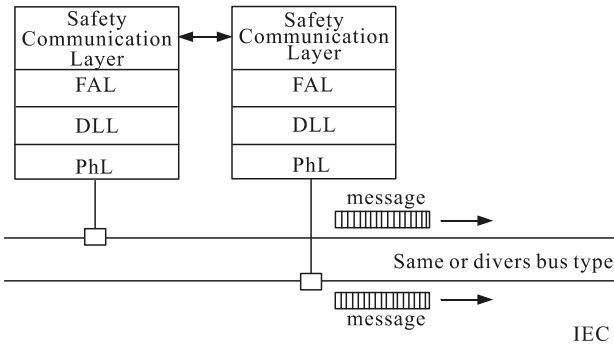 Safety
Communication
Layer
FAL
DLL
PhL
Safety
Communication
Layer
FAL
DLL
PhL
message
Same or divers bus type
message
IEC